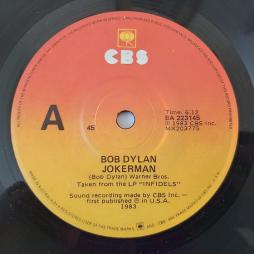 CBS
A
45
Time: 6.12
BA 223145
℗ 1983 CBS Inc.
MX203775
BOB DYLAN
JOKERMAN
(Bob Dylan) Warner Bros.
Taken from the LP "INFIDELS"
Sound recording made by CBS Inc. –
first published ℗ in U.S.A.
1983